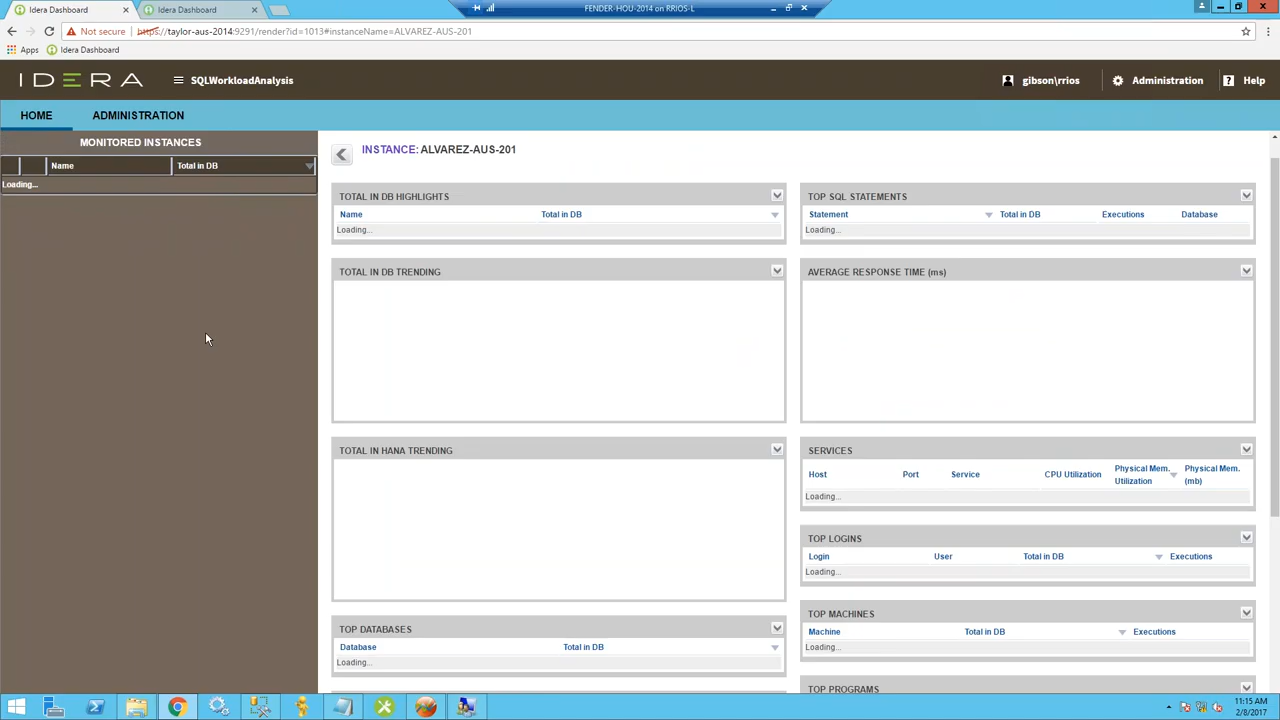 Idera Dashboard
Idera Dashboard
FENDER-HOU-2014 on RRIOS-L
Not secure
https://taylor-aus-2014:9291/render?id=1013#instanceName=ALVAREZ-AUS-201
Apps
Idera Dashboard
IDERA
SQLWorkloadAnalysis
gibson\rrios
Administration
? Help
HOME
ADMINISTRATION
MONITORED INSTANCES
Name
Total in DB
Loading...
INSTANCE: ALVAREZ-AUS-201
TOTAL IN DB HIGHLIGHTS
Name
Total in DB
Loading...
TOTAL IN DB TRENDING
TOTAL IN HANA TRENDING
TOP DATABASES
Database
Total in DB
Loading...
TOP SQL STATEMENTS
Statement
Total in DB
Executions
Database
Loading...
AVERAGE RESPONSE TIME (ms)
SERVICES
Host
Port
Service
CPU Utilization
Physical Mem.
Utilization
Physical Mem.
(mb)
Loading...
TOP LOGINS
Login
User
Total in DB
Executions
Loading...
TOP MACHINES
Machine
Total in DB
Executions
Loading...
TOP PROGRAMS
11:15 AM
2/8/2017